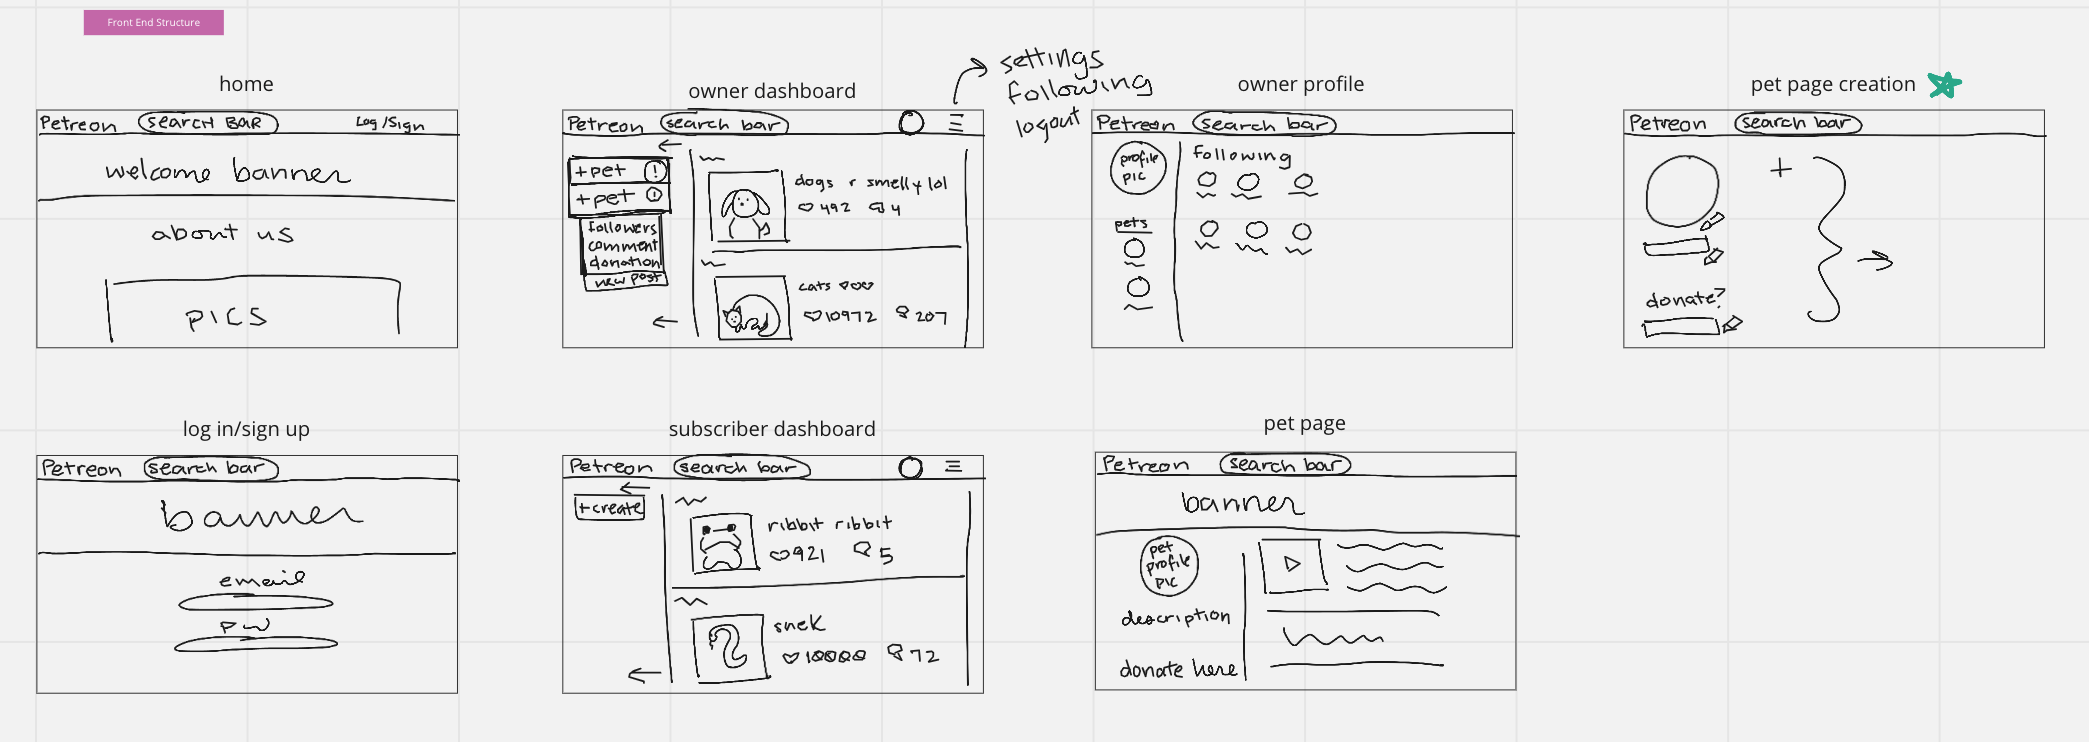 Front End Structure
home
Petreon
SEARCH BAR
Log/Sign
welcome banner
about us
PICS
owner dashboard
Petreon
search bar
settings
following
logout
+pet !
+pet !
followers
comment
donation
new post
dogs r smelly lol
492 4
cats
10972 207
owner profile
Petreon
search bar
profile
pic
Following
pets
pet page creation
Petreon
search bar
+
donate?
log in/sign up
Petreon
search bar
banner
email
PW
subscriber dashboard
Petreon
search bar
+create
ribbit ribbit
921 5
snek
10000 72
pet page
Petreon
search bar
banner
pet
profile
pic
description
donate here